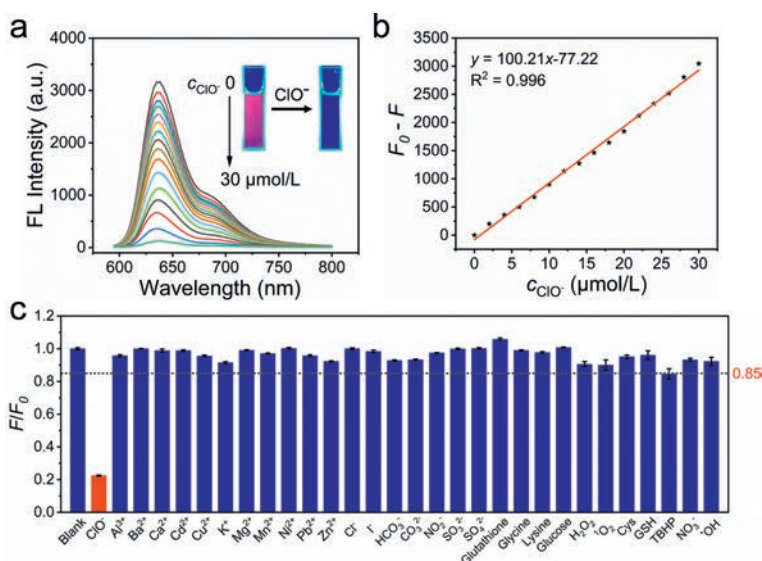 a
4000
3000
2000
1000
0
600 650 700 750 800
FL Intensity (a.u.)
Wavelength (nm)
c_ClO⁻ 0
ClO⁻
30 μmol/L
b
3500
3000
2500
2000
1500
1000
500
0
0 5 10 15 20 25 30
F₀ - F
c_ClO⁻ (μmol/L)
y = 100.21x-77.22
R² = 0.996
c
1.2
1.0
0.8
0.6
0.4
0.2
0.0
F/F₀
0.85
Blank ClO⁻ Al³⁺ Ba²⁺ Ca²⁺ Cd²⁺ Cu²⁺ K⁺ Mg²⁺ Mn²⁺ Ni²⁺ Pb²⁺ Zn²⁺ Cl⁻ I⁻ HCO₃⁻ CO₃²⁻ NO₂⁻ SO₃²⁻ SO₄²⁻ Glutathione Glycine Lysine Glucose H₂O₂ ¹O₂ Cys GSH TBHP NO₃⁻ ·OH